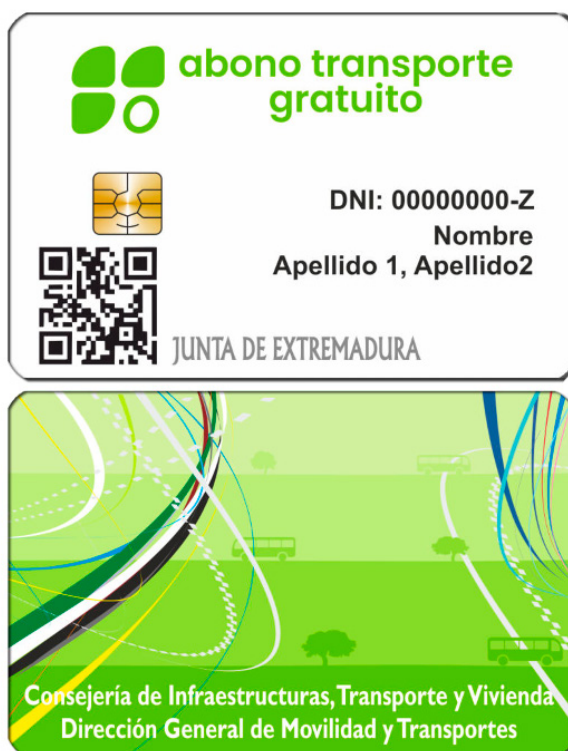 abono transporte
gratuito
DNI: 00000000-Z
Nombre
Apellido 1, Apellido2
JUNTA DE EXTREMADURA
Consejería de Infraestructuras, Transporte y Vivienda
Dirección General de Movilidad y Transportes